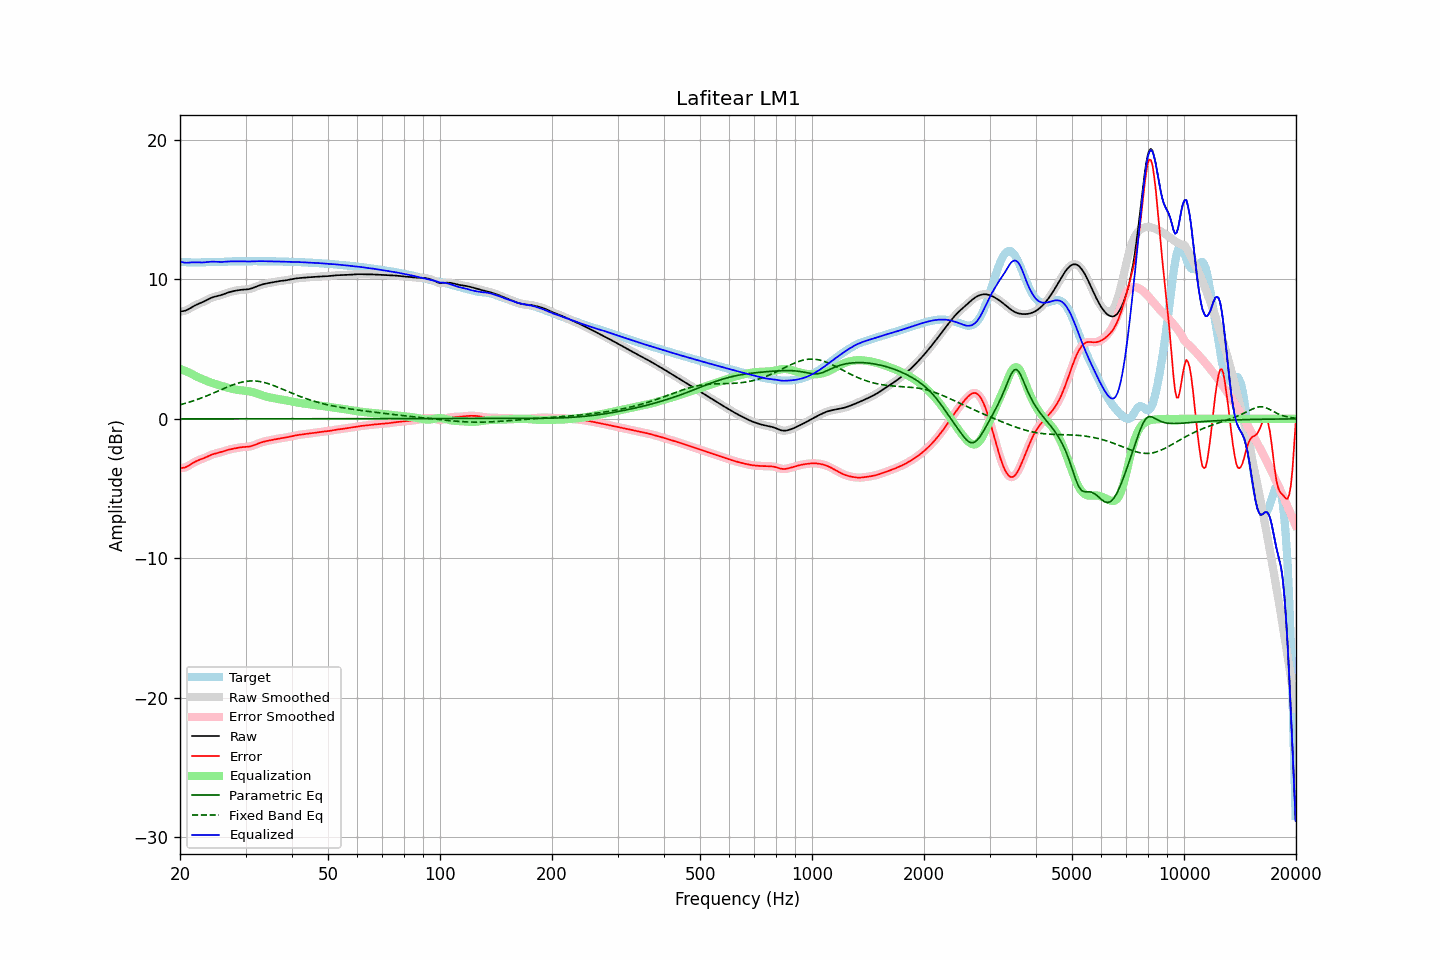 Lafitear LM1
Amplitude (dBr)
20
10
0
−10
−20
−30
Target
Raw Smoothed
Error Smoothed
Raw
Error
Equalization
Parametric Eq
Fixed Band Eq
Equalized
20 50 100 200 500 1000 2000 5000 10000 20000
Frequency (Hz)